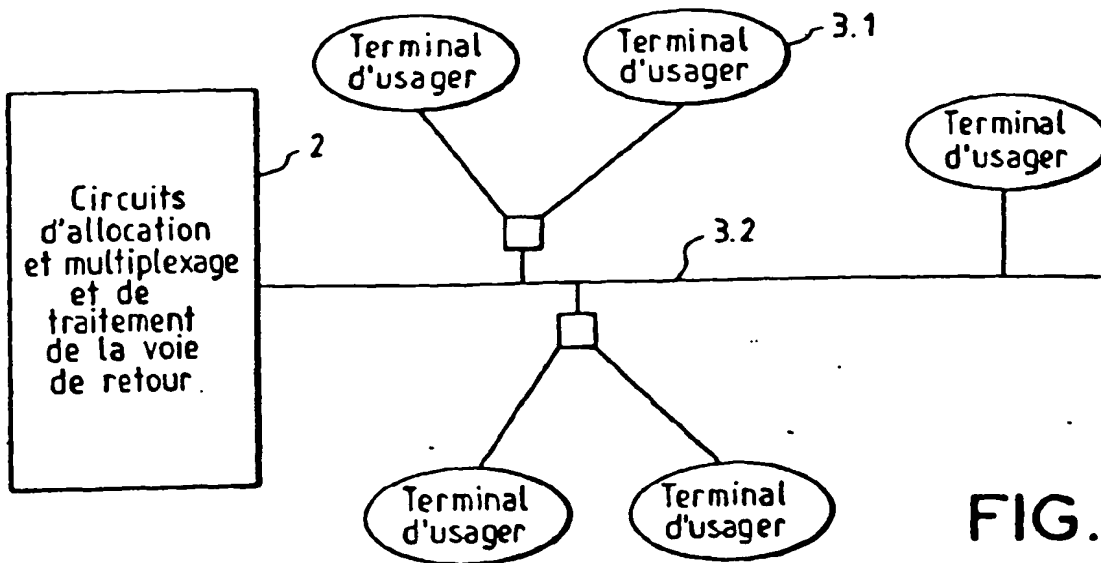 Terminal
d'usager
Terminal
d'usager
3.1
Terminal
d'usager
2
Circuits
d'allocation
et multiplexage
et de
traitement
de la voie
de retour.
3.2
Terminal
d'usager
Terminal
d'usager
FIG.